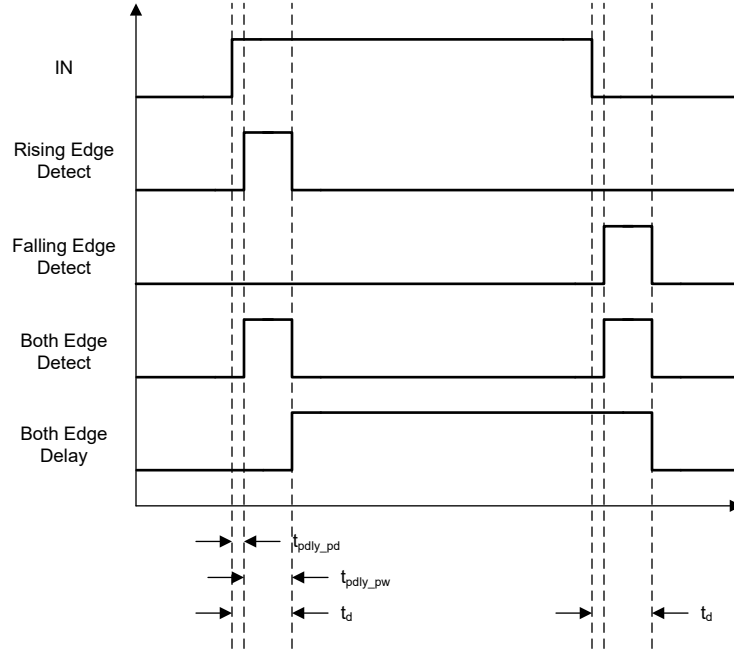 IN
Rising Edge
Detect
Falling Edge
Detect
Both Edge
Detect
Both Edge
Delay
tpdly_pd
tpdly_pw
td
td